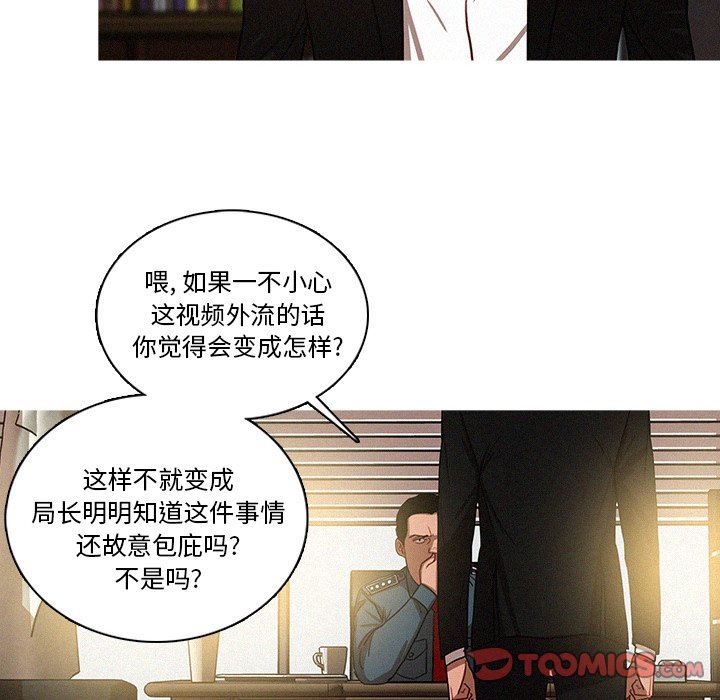 喂, 如果一不小心
这视频外流的话
你觉得会变成怎样?
这样不就变成
局长明明知道这件事情
还故意包庇吗?
不是吗?
TOOMICS.COM